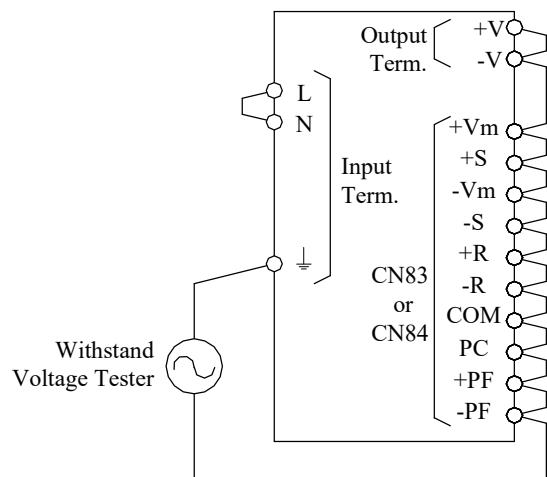 Output
Term.
+V
-V
L
N
Input
Term.
+Vm
+S
-Vm
-S
+R
-R
COM
PC
+PF
-PF
CN83
or
CN84
Withstand
Voltage Tester